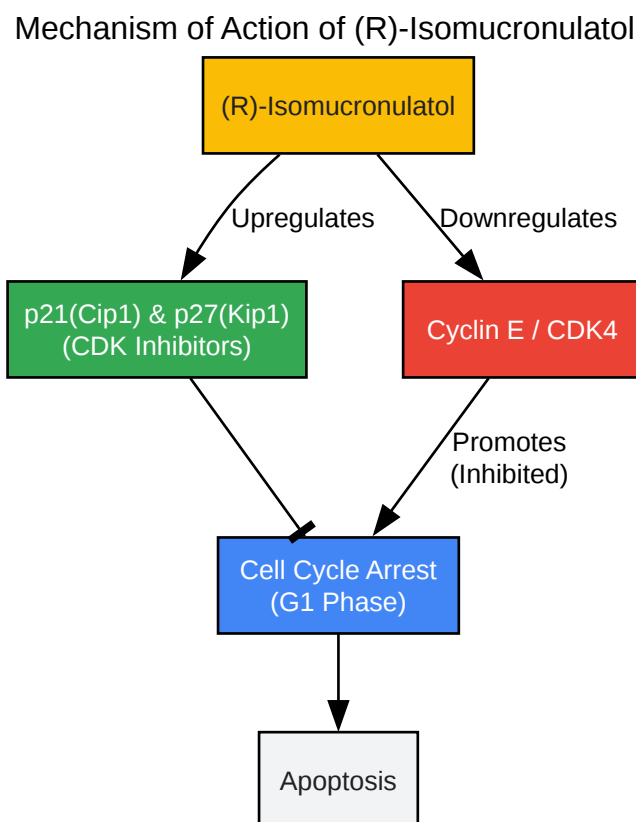 Mechanism of Action of (R)-Isomucronulatol
(R)-Isomucronulatol
Upregulates
Downregulates
p21(Cip1) & p27(Kip1)
(CDK Inhibitors)
Cyclin E / CDK4
Promotes
(Inhibited)
Cell Cycle Arrest
(G1 Phase)
Apoptosis